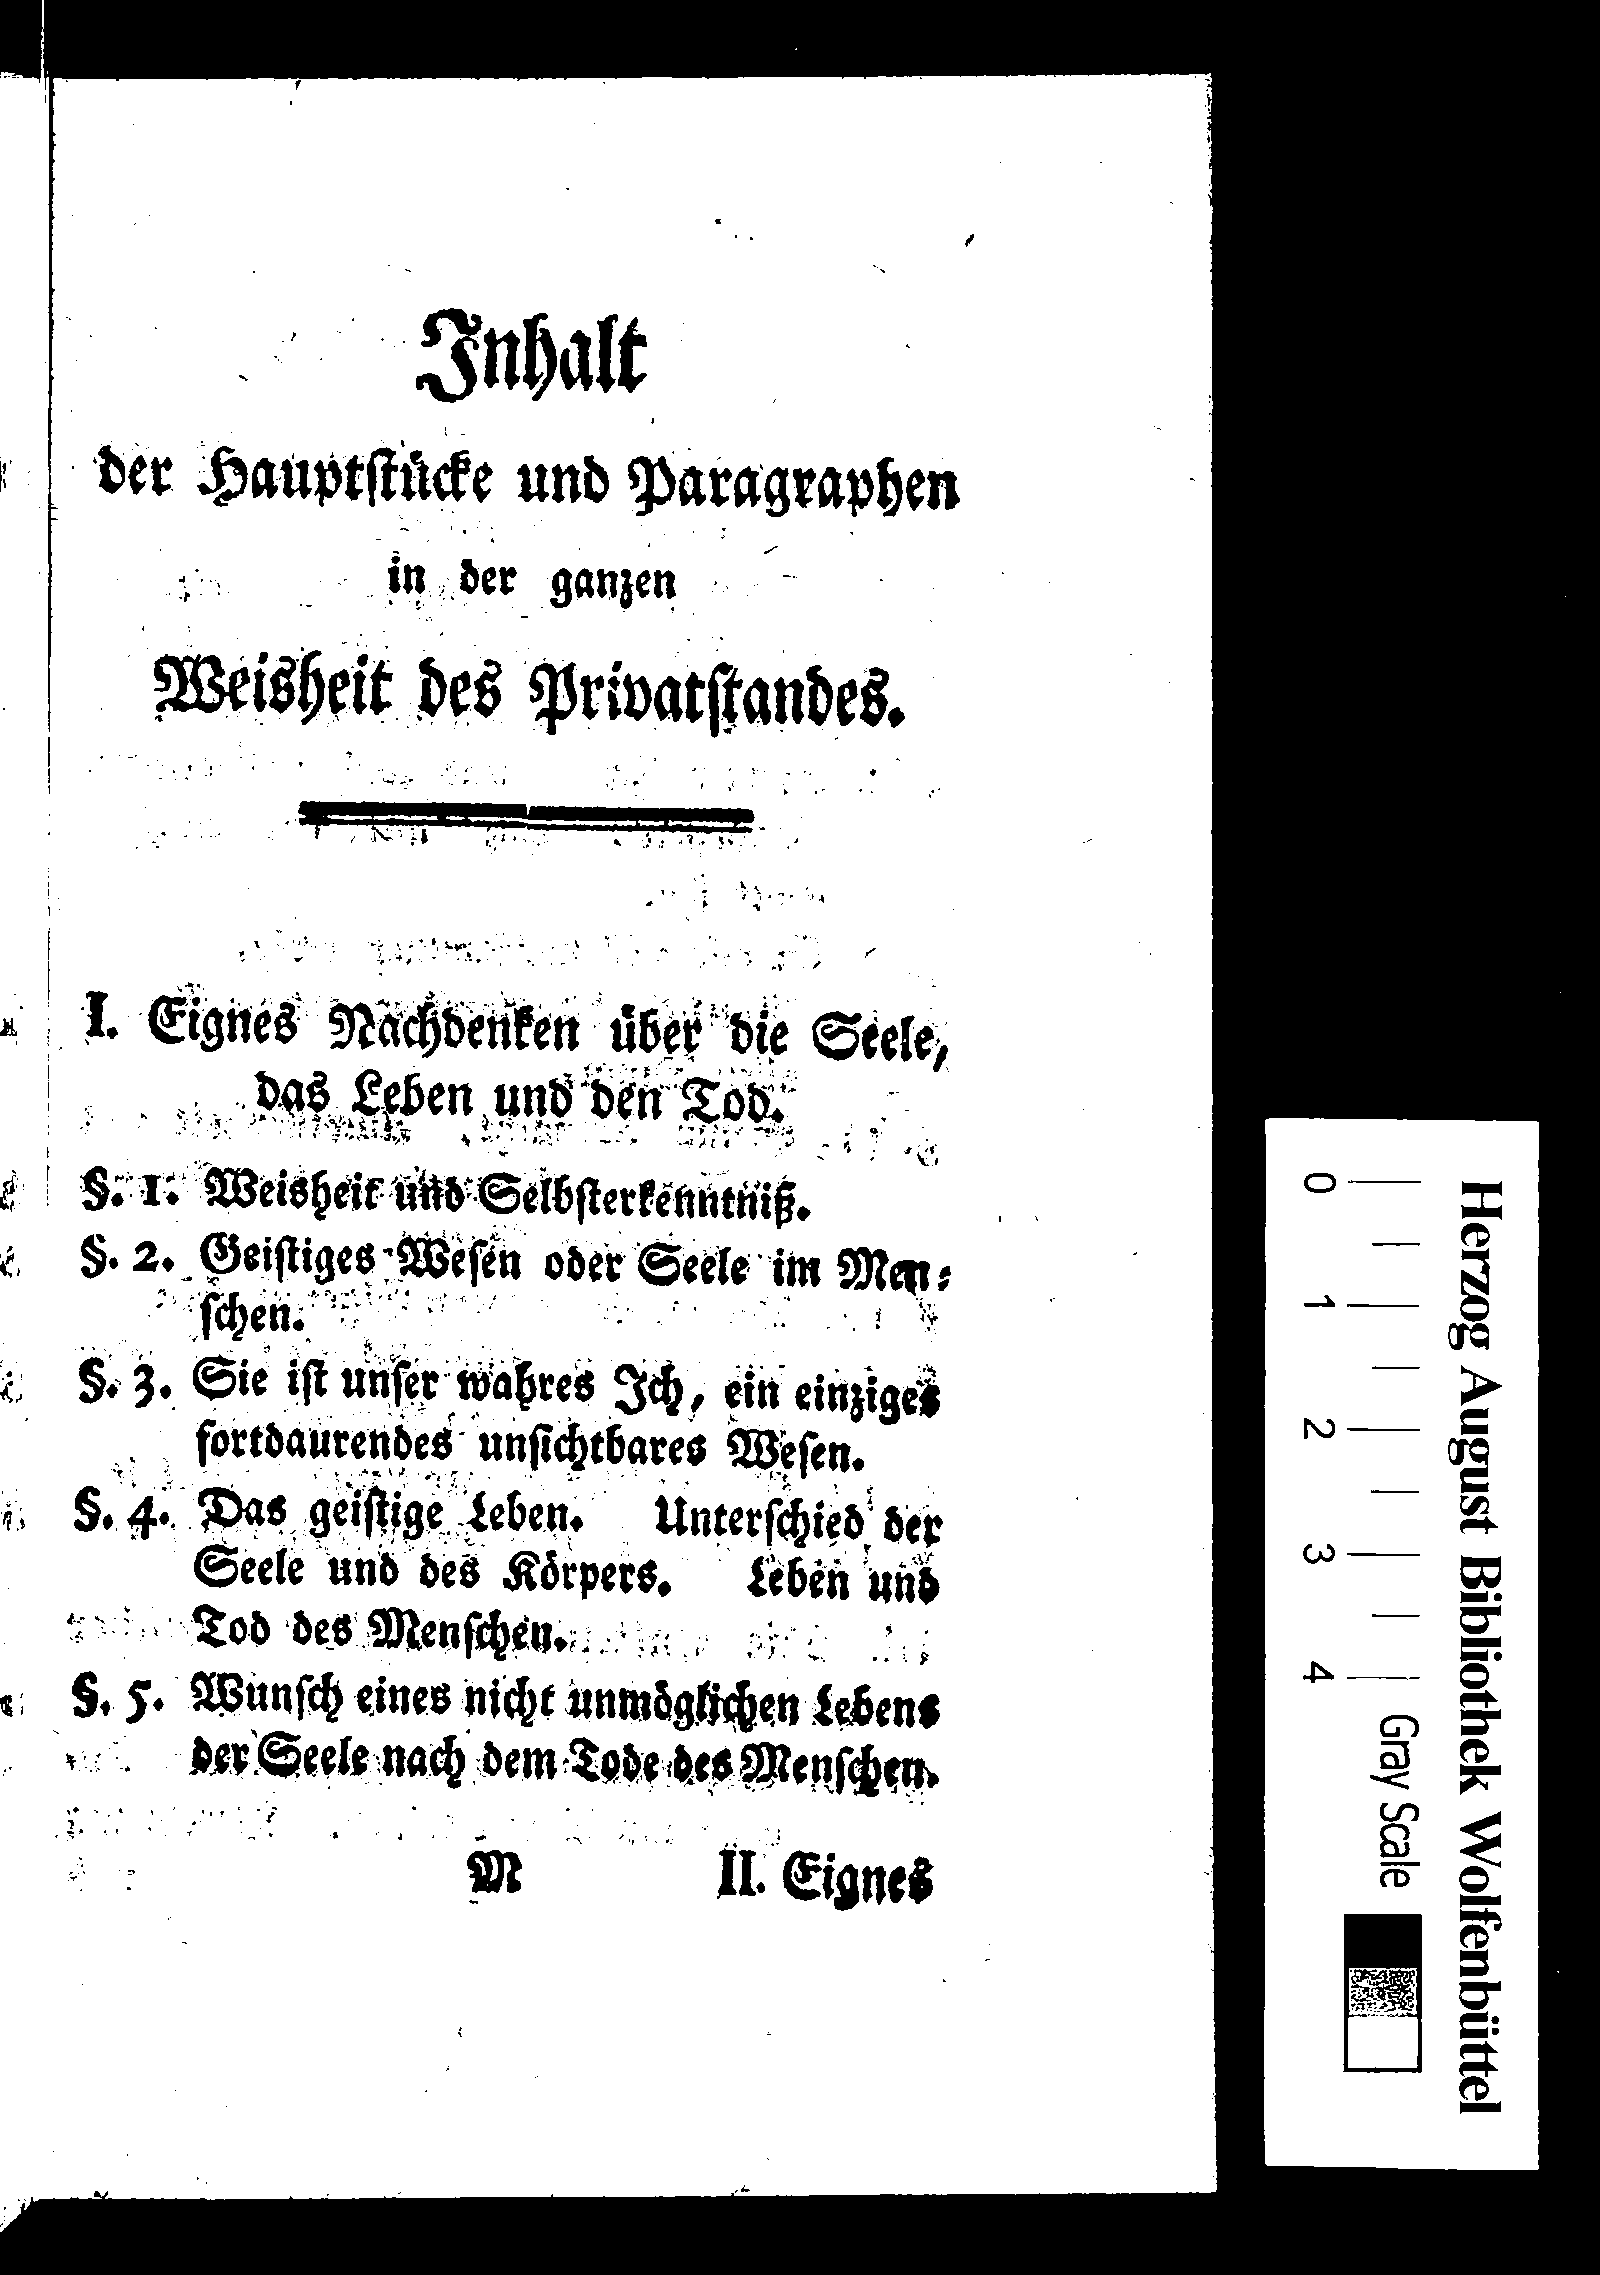 Inhalt
der Hauptstücke und Paragraphen
in der ganzen
Weisheit des Privatstandes.
I. Eignes Nachdenken über die Seele,
das Leben und den Tod.
§. 1. Weisheit und Selbsterkenntniß.
§. 2. Geistiges Wesen oder Seele im Men-
schen.
§. 3. Sie ist unser wahres Ich, ein einziges
fortdaurendes unsichtbares Wesen.
§. 4. Das geistige Leben. Unterschied der
Seele und des Körpers. Leben und
Tod des Menschen.
§. 5. Wunsch eines nicht unmöglichen Lebens
der Seele nach dem Tode des Menschen.
M II. Eignes
Herzog August Bibliothek Wolfenbüttel
0 1 2 3 4 Gray Scale